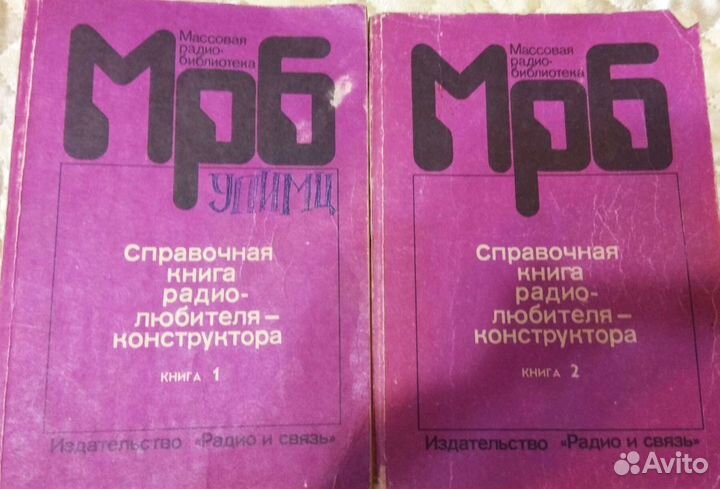 Массовая
радио-
библиотека
Мрб
УПИМЦ
Справочная
книга
радио-
любителя –
конструктора
книга 1
Издательство «Радио и связь»
Массовая
радио-
библиотека
Мрб
Справочная
книга
радио-
любителя –
конструктора
книга 2
Издательство «Радио и связь»
Avito